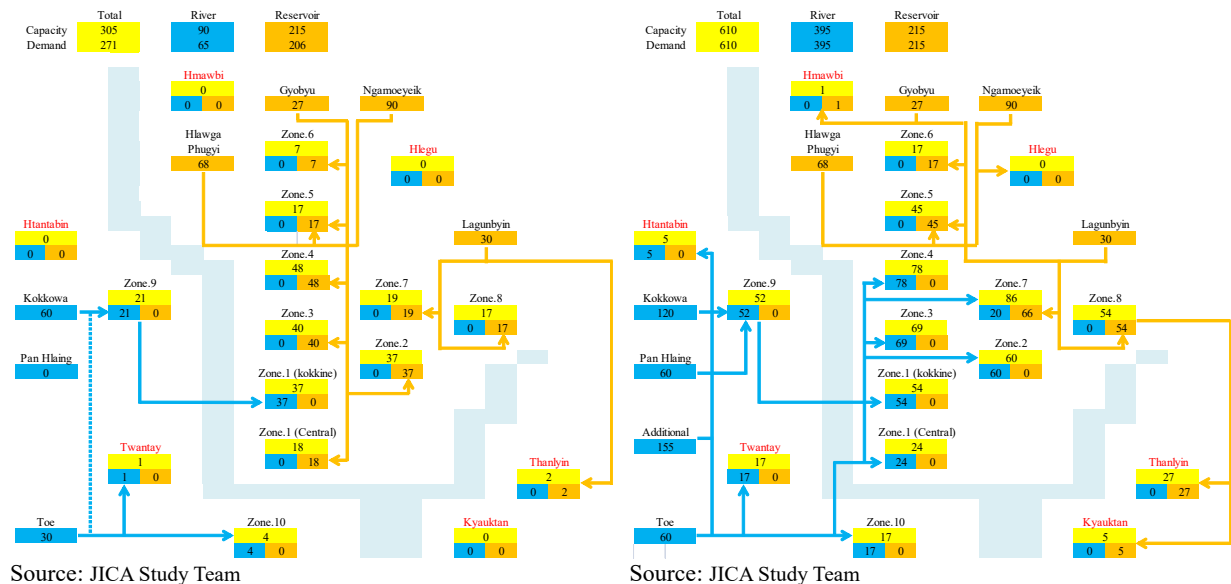 Total River Reservoir
Capacity 305 90 215
Demand 271 65 206
Hmawbi
0
0 0
Gyobyu
27
Ngamoeyeik
90
Hlawga
Phugyi
68
Zone.6
7
0 7
Hlegu
0
0 0
Zone.5
17
0 17
Htantabin
0
0 0
Lagunbyin
30
Zone.4
48
0 48
Kokkowa
60
Zone.9
21
21 0
Zone.7
19
0 19
Zone.8
17
0 17
Zone.3
40
0 40
Zone.2
37
0 37
Pan Hlaing
0
Zone.1 (kokkine)
37
37 0
Zone.1 (Central)
18
0 18
Twantay
1
1 0
Thanlyin
2
0 2
Toe
30
Zone.10
4
4 0
Kyauktan
0
0 0
Source: JICA Study Team
Total River Reservoir
Capacity 610 395 215
Demand 610 395 215
Hmawbi
1
0 1
Gyobyu
27
Ngamoeyeik
90
Hlawga
Phugyi
68
Zone.6
17
0 17
Hlegu
0
0 0
Zone.5
45
0 45
Htantabin
5
5 0
Lagunbyin
30
Zone.4
78
78 0
Kokkowa
120
Zone.9
52
52 0
Zone.7
86
20 66
Zone.8
54
0 54
Zone.3
69
69 0
Zone.2
60
60 0
Pan Hlaing
60
Zone.1 (kokkine)
54
54 0
Additional
155
Zone.1 (Central)
24
24 0
Twantay
17
17 0
Thanlyin
27
0 27
Toe
60
Zone.10
17
17 0
Kyauktan
5
0 5
Source: JICA Study Team